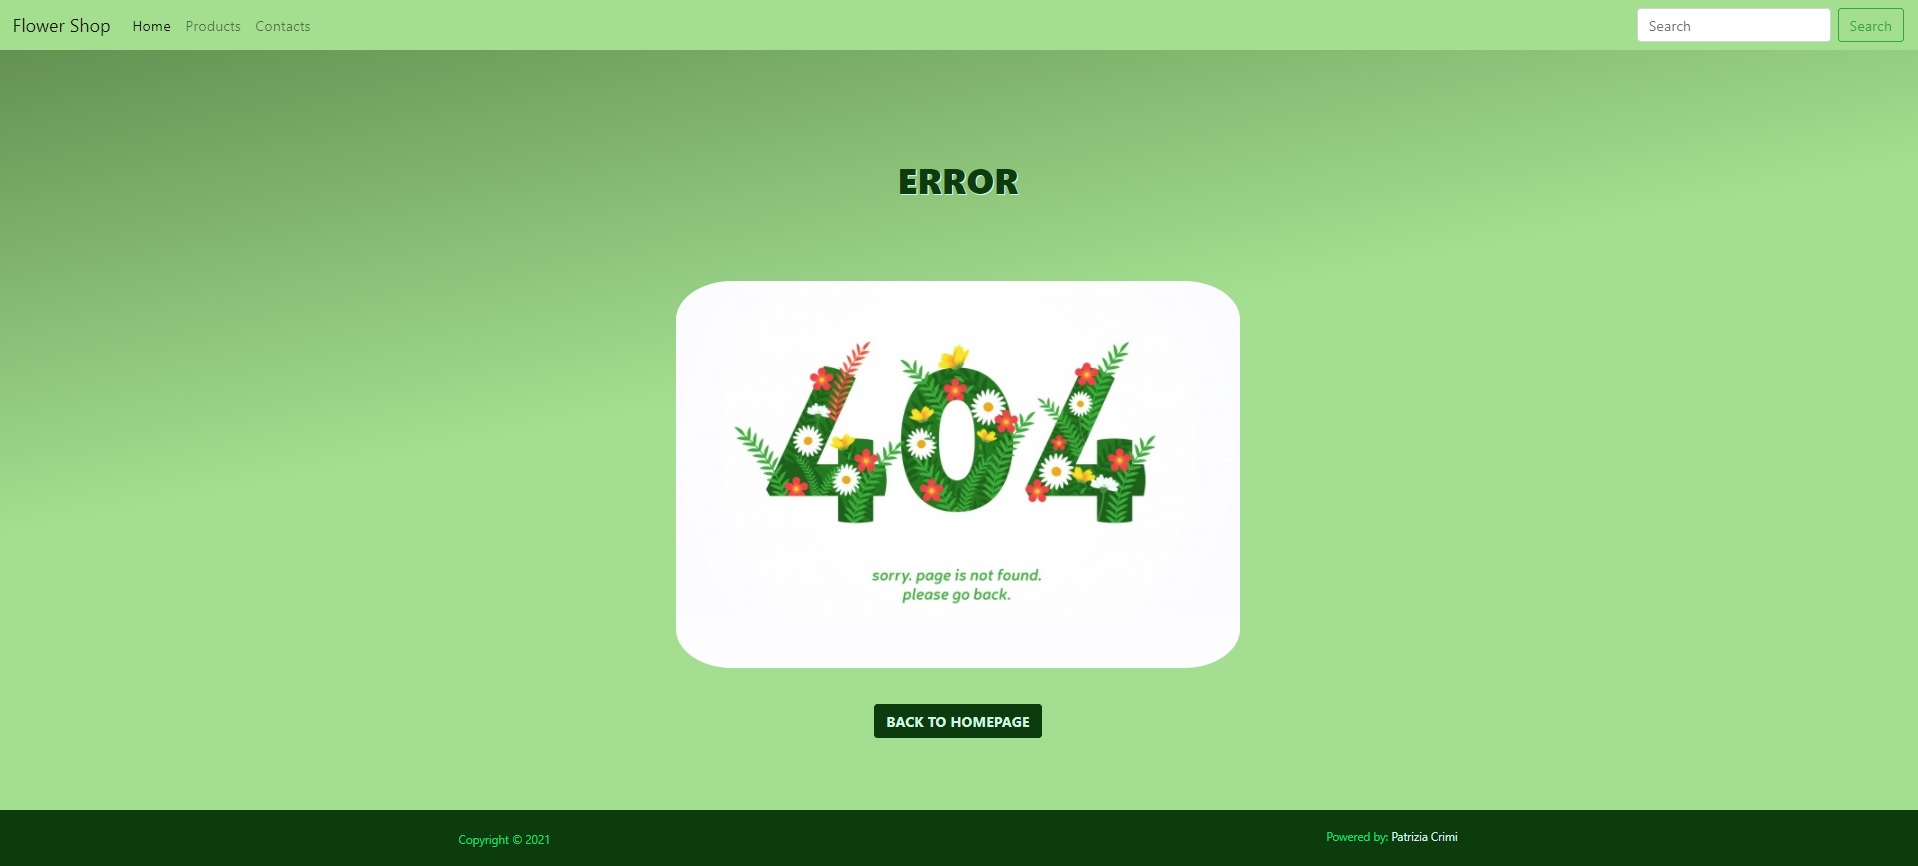 Flower Shop Home Products Contacts Search Search
ERROR
404
sorry. page is not found.
please go back.
BACK TO HOMEPAGE
Copyright © 2021 Powered by: Patrizia Crimi